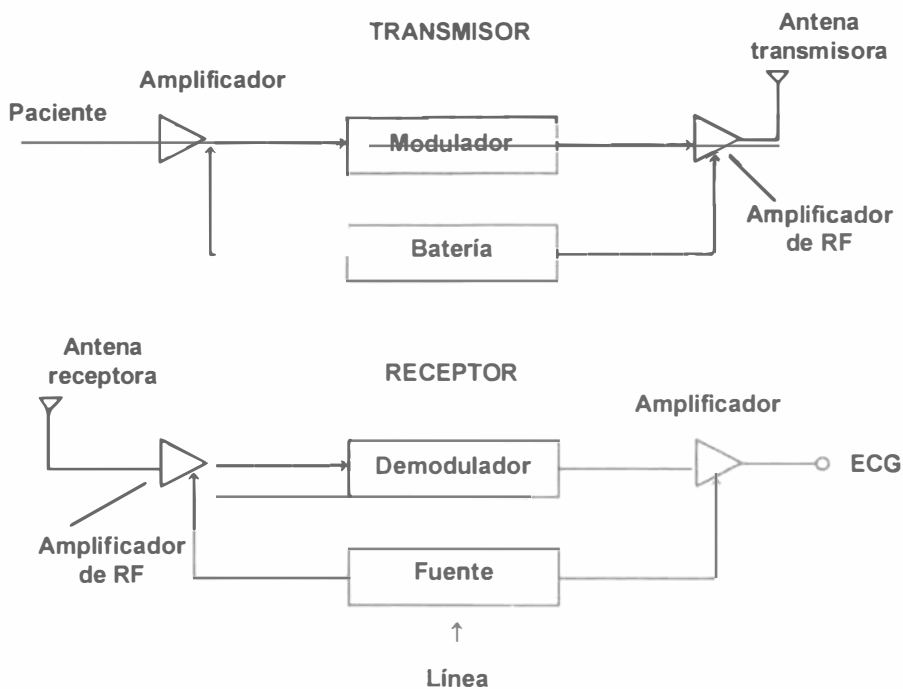 TRANSMISOR
Antena
transmisora
Amplificador
Paciente
Modulador
Amplificador
de RF
Batería
Antena
receptora
RECEPTOR
Amplificador
Demodulador
ECG
Amplificador
de RF
Fuente
Línea